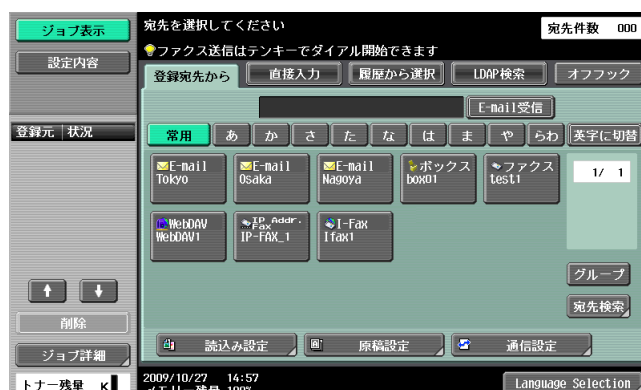 ジョブ表示
設定内容
登録元 状況
削除
ジョブ詳細
トナー残量 K
宛先を選択してください
宛先件数 000
ファクス送信はテンキーでダイアル開始できます
登録宛先から 直接入力 履歴から選択 LDAP検索 オフフック
E-mail受信
常用 あ か さ た な は ま や らわ 英字に切替
E-mail Tokyo
E-mail Osaka
E-mail Nagoya
ボックス box01
ファクス test1
1/ 1
WebDAV WebDAV1
IP Addr. Fax IP-FAX_1
I-Fax Ifax1
グループ
宛先検索
読込み設定 原稿設定 通信設定
2009/10/27 14:57
メモリー残量 100%
Language Selection